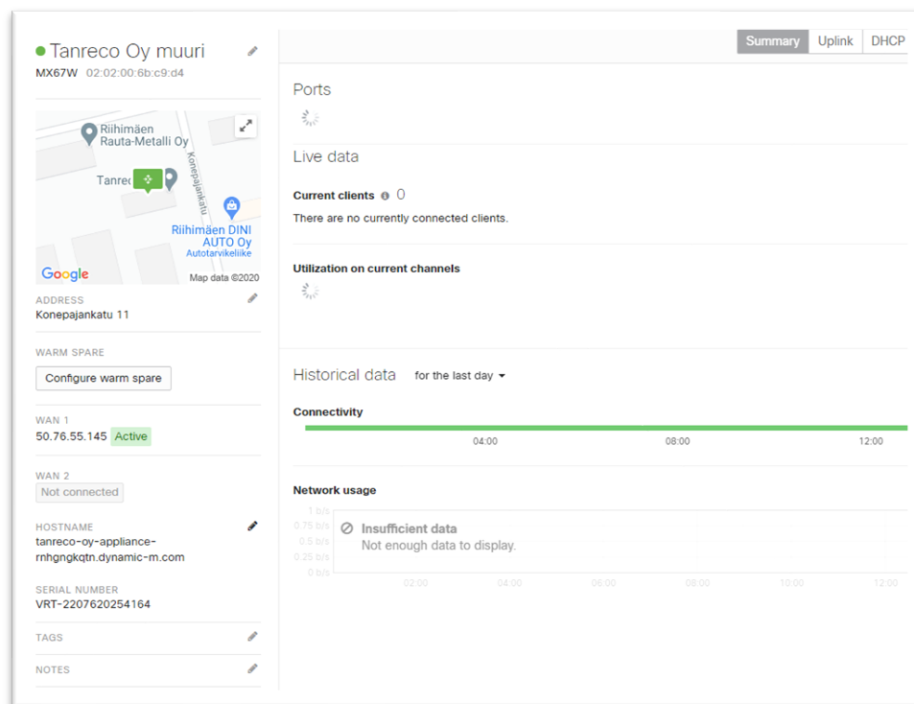 Tanreco Oy muuri
MX67W 02:02:00:6b:c9:d4
Riihimäen
Rauta-Metalli Oy
Konepajankatu
Tanrec
Riihimäen DINI
AUTO Oy
Autotarvikeliike
Google
Map data ©2020
ADDRESS
Konepajankatu 11
WARM SPARE
Configure warm spare
WAN 1
50.76.55.145 Active
WAN 2
Not connected
HOSTNAME
tanreco-oy-appliance-
rnhgngkqtn.dynamic-m.com
SERIAL NUMBER
VRT-2207620254164
TAGS
NOTES
Summary Uplink DHCP
Ports
Live data
Current clients 0
There are no currently connected clients.
Utilization on current channels
Historical data for the last day
Connectivity
04:00 08:00 12:00
Network usage
1 b/s
0.75 b/s
0.5 b/s
0.25 b/s
0 b/s
Insufficient data
Not enough data to display.
02:00 04:00 06:00 08:00 10:00 12:00